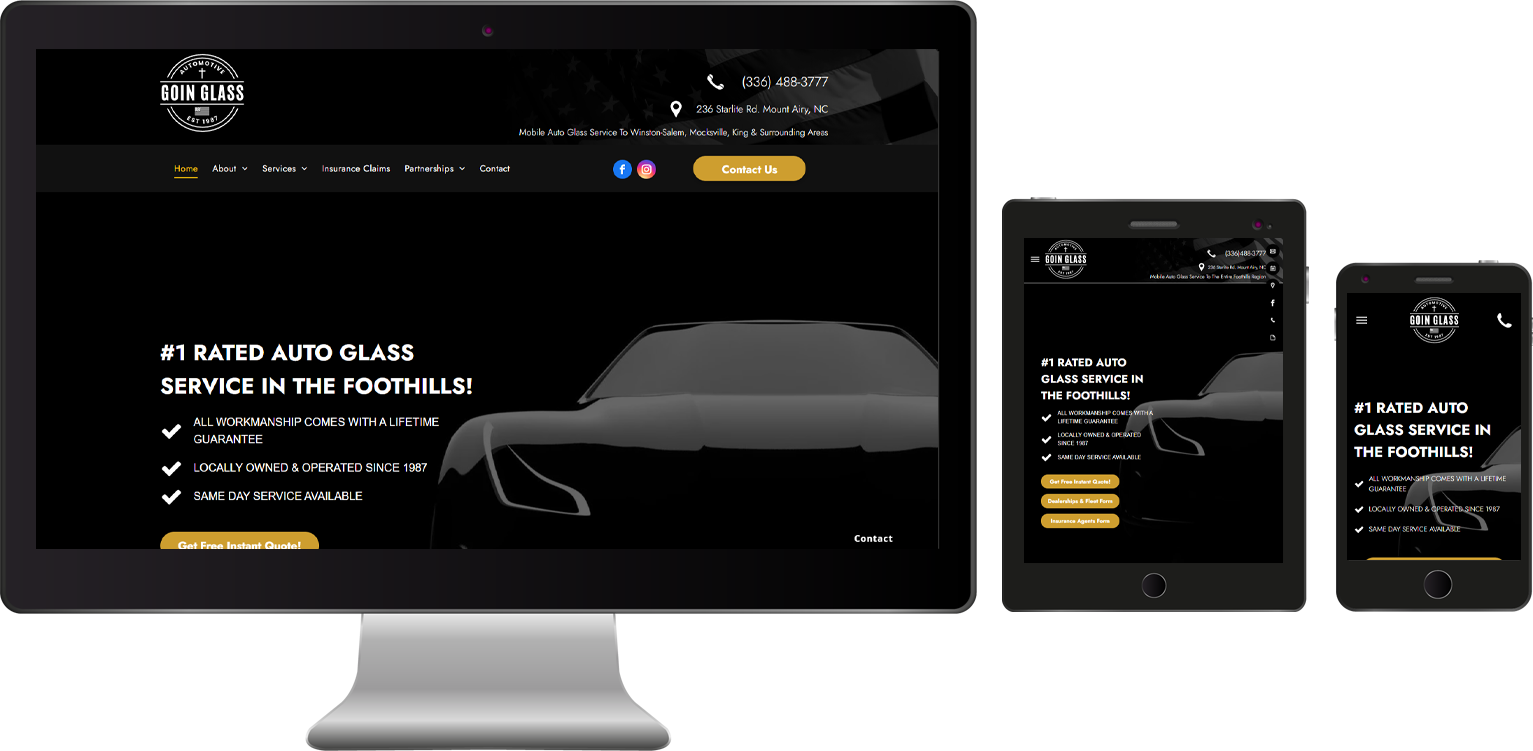 AUTOMOTIVE
GOIN GLASS
EST 1987
(336) 488-3777
236 Starlite Rd. Mount Airy, NC
Mobile Auto Glass Service To Winston-Salem, Mocksville, King & Surrounding Areas
Home About Services Insurance Claims Partnerships Contact
Contact Us
#1 RATED AUTO GLASS
SERVICE IN THE FOOTHILLS!
ALL WORKMANSHIP COMES WITH A LIFETIME
GUARANTEE
LOCALLY OWNED & OPERATED SINCE 1987
SAME DAY SERVICE AVAILABLE
Get Free Instant Quote!
Contact
AUTOMOTIVE
GOIN GLASS
EST 1987
(336)488-3777
236 Starlite Rd. Mount Airy, NC
Mobile Auto Glass Service To The Entire Foothills Region
#1 RATED AUTO
GLASS SERVICE IN
THE FOOTHILLS!
ALL WORKMANSHIP COMES WITH A
LIFETIME GUARANTEE
LOCALLY OWNED & OPERATED
SINCE 1987
SAME DAY SERVICE AVAILABLE
Get Free Instant Quote!
Dealerships & Fleet Form
Insurance Agents Form
AUTOMOTIVE
GOIN GLASS
EST 1987
#1 RATED AUTO
GLASS SERVICE IN
THE FOOTHILLS!
ALL WORKMANSHIP COMES WITH A LIFETIME
GUARANTEE
LOCALLY OWNED & OPERATED SINCE 1987
SAME DAY SERVICE AVAILABLE